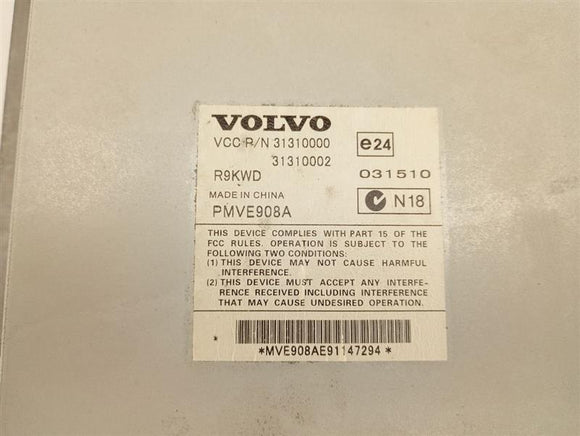 VOLVO
VCC P/N 31310000
31310002
e24
R9KWD
031510
MADE IN CHINA
PMVE908A
N18
THIS DEVICE COMPLIES WITH PART 15 OF THE
FCC RULES. OPERATION IS SUBJECT TO THE
FOLLOWING TWO CONDITIONS:
(1) THIS DEVICE MAY NOT CAUSE HARMFUL
INTERFERENCE.
(2) THIS DEVICE MUST ACCEPT ANY INTERFE-
RENCE RECEIVED INCLUDING INTERFERENCE
THAT MAY CAUSE UNDESIRED OPERATION.
*MVE908AE91147294*